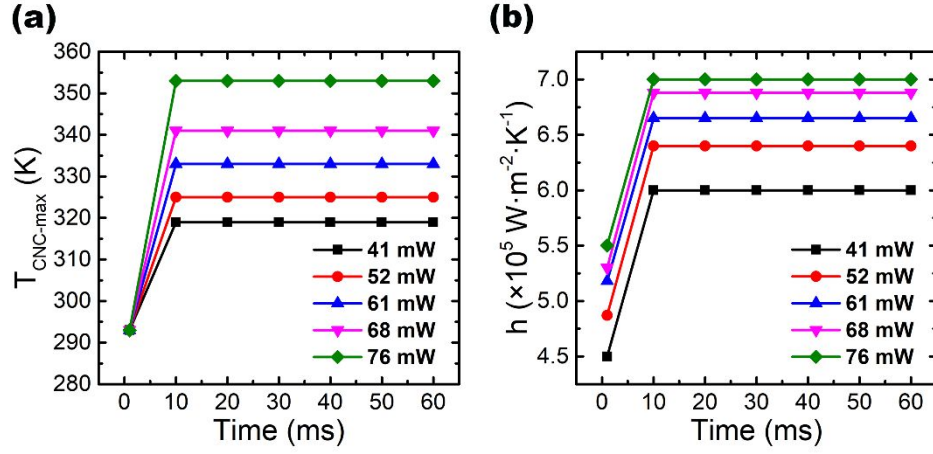 (a)
360
350
340
330
320
310
300
290
280
T_CNC-max (K)
0 10 20 30 40 50 60
Time (ms)
41 mW
52 mW
61 mW
68 mW
76 mW
(b)
7.0
6.5
6.0
5.5
5.0
4.5
h (×10⁵ W·m⁻²·K⁻¹)
0 10 20 30 40 50 60
Time (ms)
41 mW
52 mW
61 mW
68 mW
76 mW